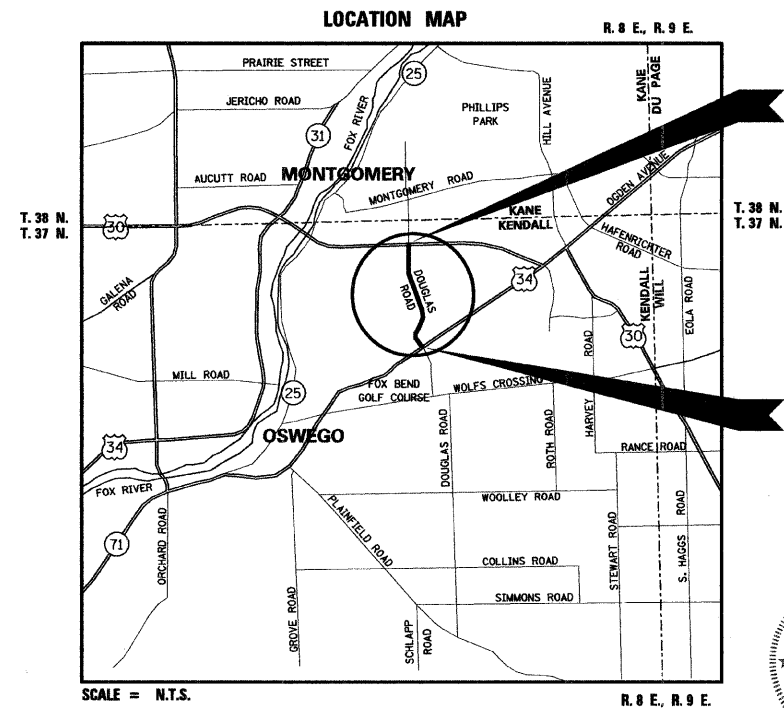 LOCATION MAP
R. 8 E., R. 9 E.
PRAIRIE STREET
25
JERICHO ROAD
FOX RIVER
31
PHILLIPS
PARK
HILL AVENUE
KANE
DU PAGE
AUCUTT ROAD
MONTGOMERY
MONTGOMERY ROAD
OGDEN AVENUE
T. 38 N.
T. 37 N.
30
KANE
KENDALL
T. 38 N.
T. 37 N.
HAFENRICHTER
ROAD
GALENA
ROAD
DOUGLAS
ROAD
34
KENDALL
WILL
EOLA ROAD
30
MILL ROAD
25
FOX BEND
GOLF COURSE
WOLFS CROSSING
HARVEY ROAD
OSWEGO
34
DOUGLAS ROAD
ROTH ROAD
RANCE ROAD
FOX RIVER
WOOLLEY ROAD
PLAINFIELD ROAD
71
ORCHARD ROAD
STEWART ROAD
S. HAGGS ROAD
COLLINS ROAD
GROVE ROAD
SIMMONS ROAD
SCHLAPP
ROAD
SCALE = N.T.S.
R. 8 E., R. 9 E.